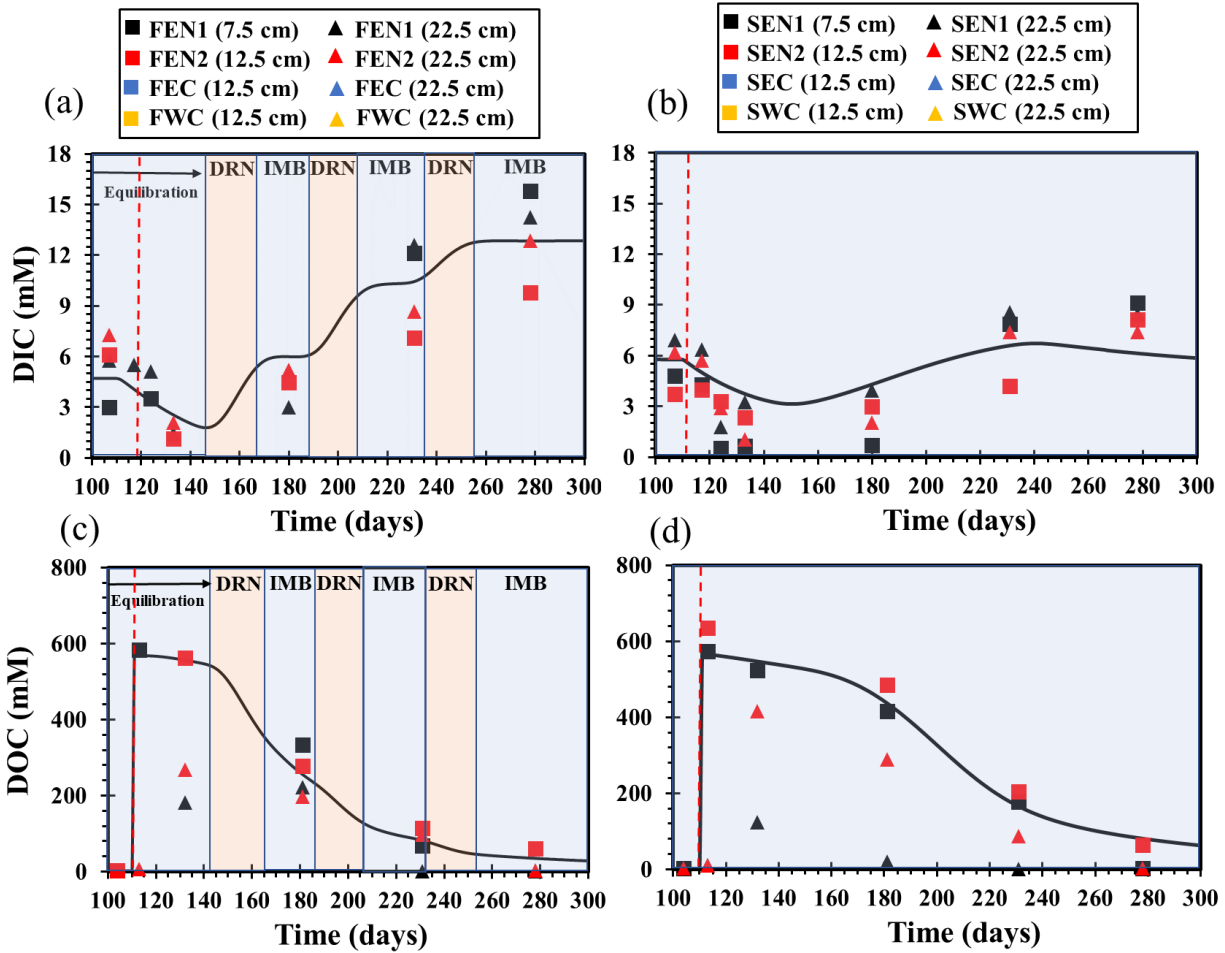 FEN1 (7.5 cm) FEN1 (22.5 cm)
FEN2 (12.5 cm) FEN2 (22.5 cm)
FEC (12.5 cm) FEC (22.5 cm)
FWC (12.5 cm) FWC (22.5 cm)
SEN1 (7.5 cm) SEN1 (22.5 cm)
SEN2 (12.5 cm) SEN2 (22.5 cm)
SEC (12.5 cm) SEC (22.5 cm)
SWC (12.5 cm) SWC (22.5 cm)
(a)
DIC (mM)
18
15
12
9
6
3
0
DRN IMB DRN IMB DRN IMB
Equilibration
100 120 140 160 180 200 220 240 260 280 300
Time (days)
(b)
18
15
12
9
6
3
0
100 120 140 160 180 200 220 240 260 280 300
Time (days)
(c)
DOC (mM)
800
600
400
200
0
DRN IMB DRN IMB DRN IMB
Equilibration
100 120 140 160 180 200 220 240 260 280 300
Time (days)
(d)
800
600
400
200
0
100 120 140 160 180 200 220 240 260 280 300
Time (days)